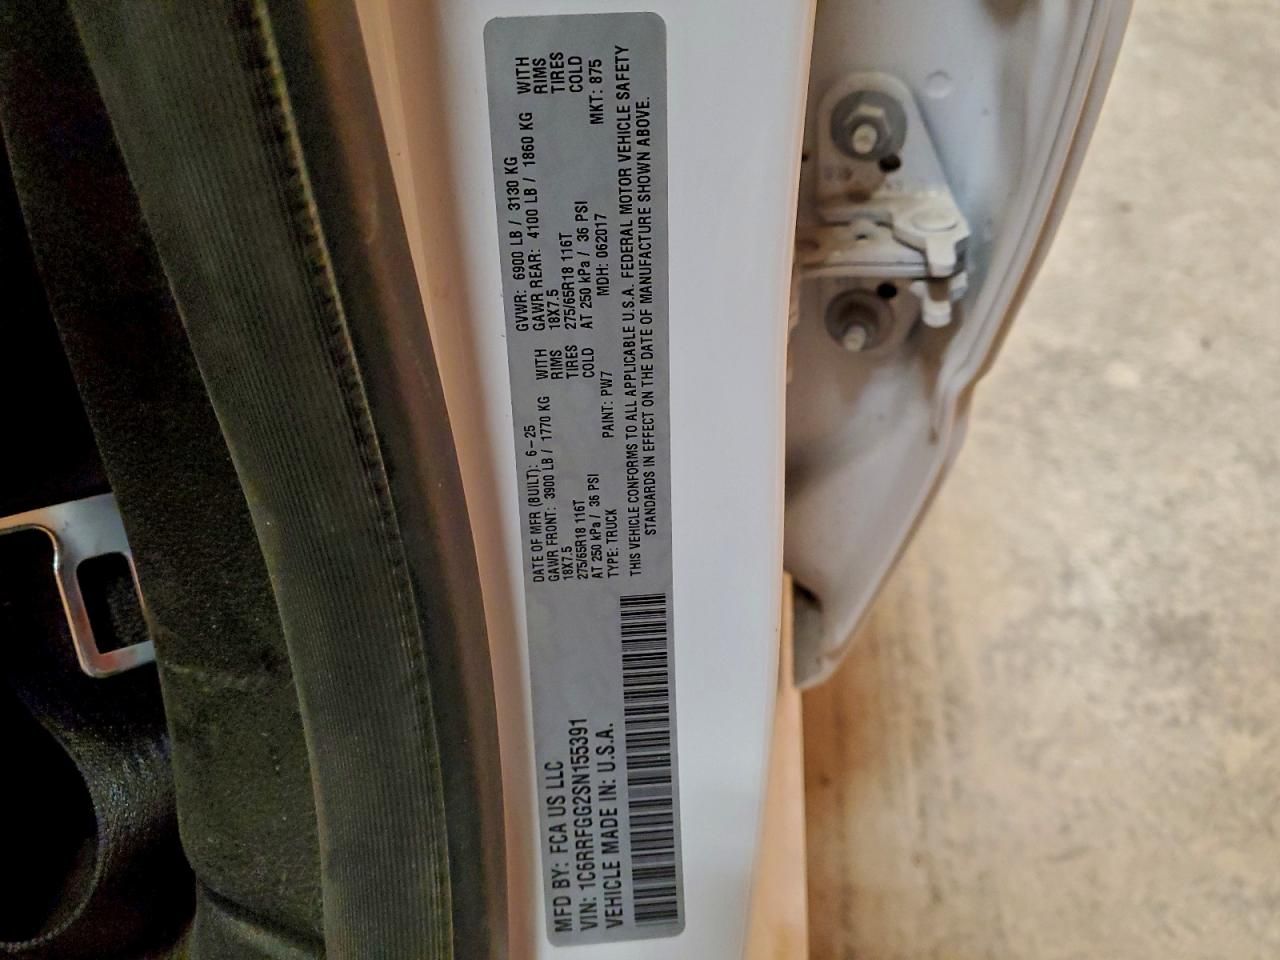 MFD BY: FCA US LLC
VIN: 1C6RRFGG2SN155391
VEHICLE MADE IN: U.S.A.
DATE OF MFR (BUILT): 6-25 GVWR: 6900 LB / 3130 KG
GAWR FRONT: 3900 LB / 1770 KG WITH GAWR REAR: 4100 LB / 1860 KG WITH
18X7.5 RIMS 18X7.5 RIMS
275/65R18 116T TIRES 275/65R18 116T TIRES
AT 250 kPa / 36 PSI COLD AT 250 kPa / 36 PSI COLD
TYPE: TRUCK PAINT: PW7 MDH: 062017 MKT: 875
THIS VEHICLE CONFORMS TO ALL APPLICABLE U.S.A. FEDERAL MOTOR VEHICLE SAFETY
STANDARDS IN EFFECT ON THE DATE OF MANUFACTURE SHOWN ABOVE.